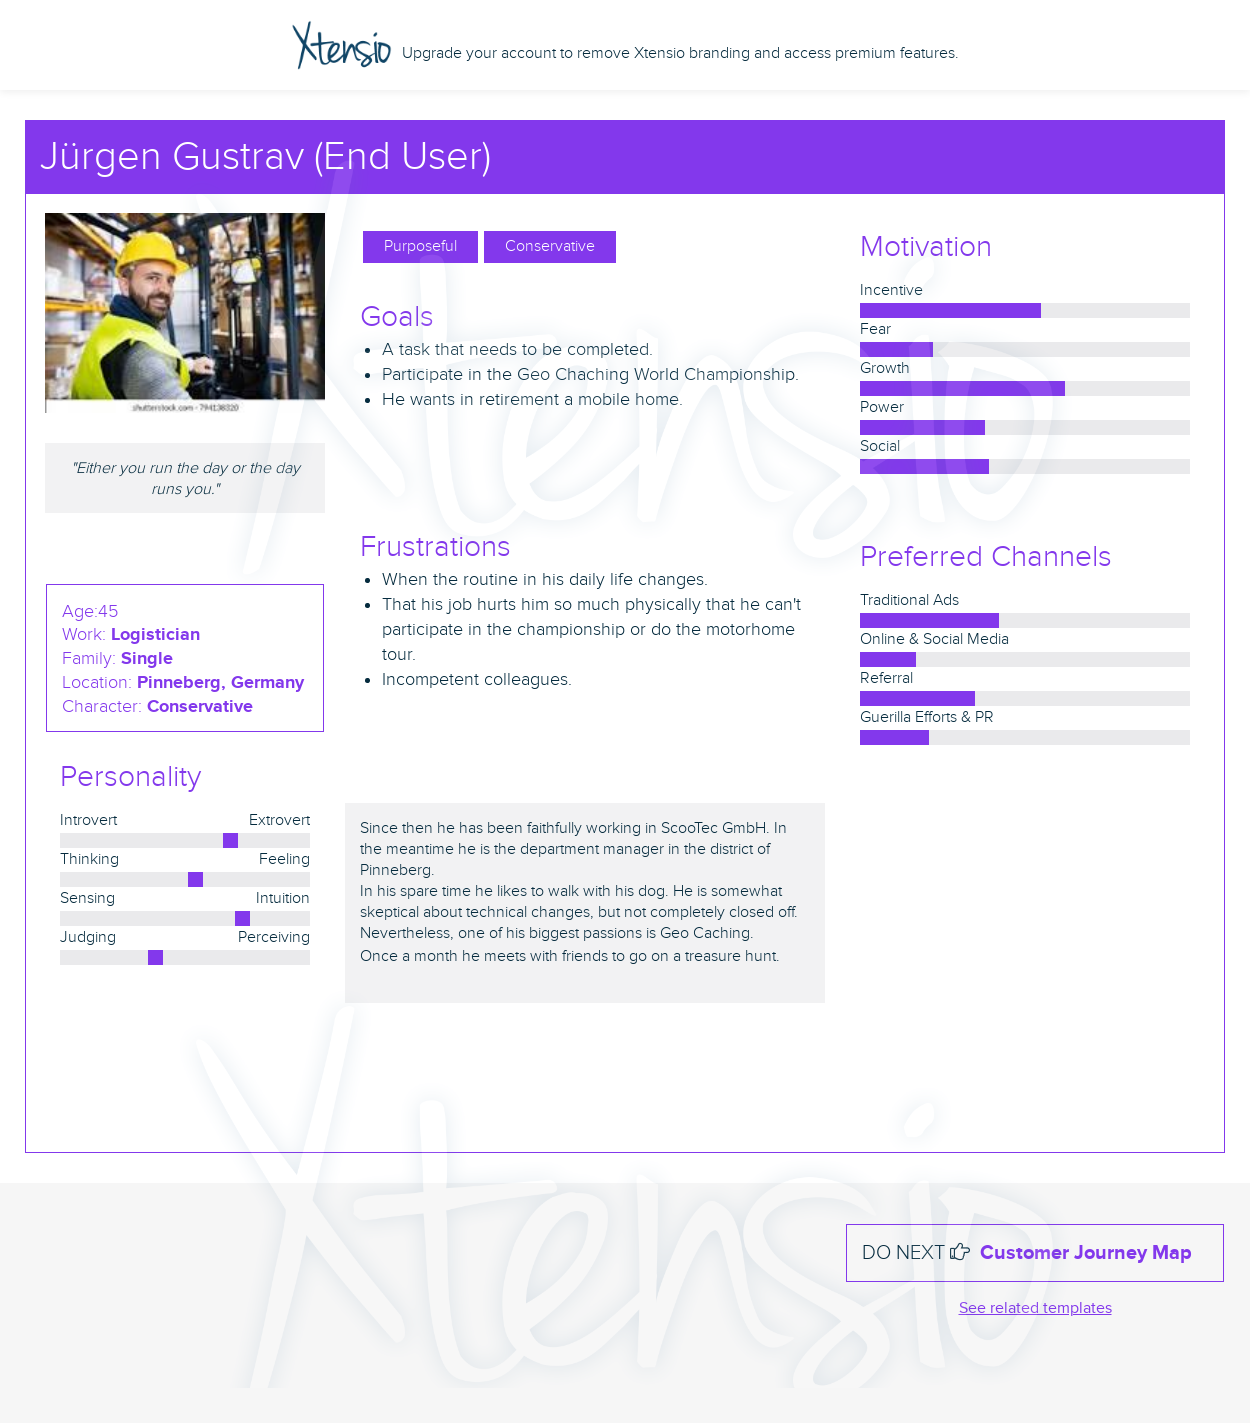 Xtensio Upgrade your account to remove Xtensio branding and access premium features.
Jürgen Gustrav (End User)
shutterstock.com • 794138320
"Either you run the day or the day
runs you."
Age:45
Work: Logistician
Family: Single
Location: Pinneberg, Germany
Character: Conservative
Personality
Introvert Extrovert
Thinking Feeling
Sensing Intuition
Judging Perceiving
Purposeful Conservative
Goals
• A task that needs to be completed.
• Participate in the Geo Chaching World Championship.
• He wants in retirement a mobile home.
Frustrations
• When the routine in his daily life changes.
• That his job hurts him so much physically that he can't
participate in the championship or do the motorhome
tour.
• Incompetent colleagues.
Since then he has been faithfully working in ScooTec GmbH. In
the meantime he is the department manager in the district of
Pinneberg.
In his spare time he likes to walk with his dog. He is somewhat
skeptical about technical changes, but not completely closed off.
Nevertheless, one of his biggest passions is Geo Caching.
Once a month he meets with friends to go on a treasure hunt.
Motivation
Incentive
Fear
Growth
Power
Social
Preferred Channels
Traditional Ads
Online & Social Media
Referral
Guerilla Efforts & PR
Xtensio
Xtensio
DO NEXT Customer Journey Map
See related templates